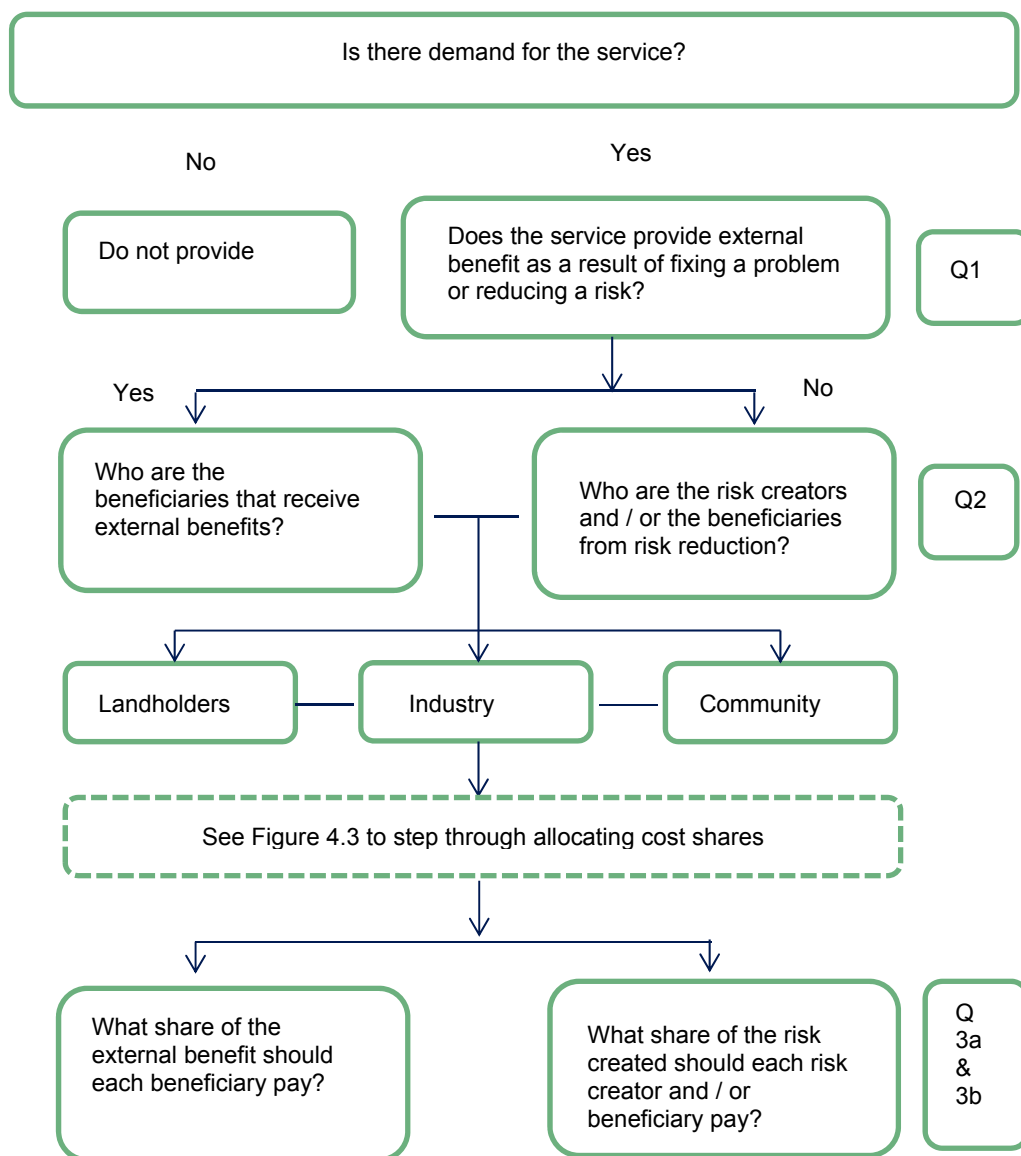 Is there demand for the service?
No
Yes
Do not provide
Does the service provide external
benefit as a result of fixing a problem
or reducing a risk?
Q1
Yes
No
Who are the
beneficiaries that receive
external benefits?
Who are the risk creators
and / or the beneficiaries
from risk reduction?
Q2
Landholders
Industry
Community
See Figure 4.3 to step through allocating cost shares
What share of the
external benefit should
each beneficiary pay?
What share of the risk
created should each risk
creator and / or
beneficiary pay?
Q
3a
&
3b